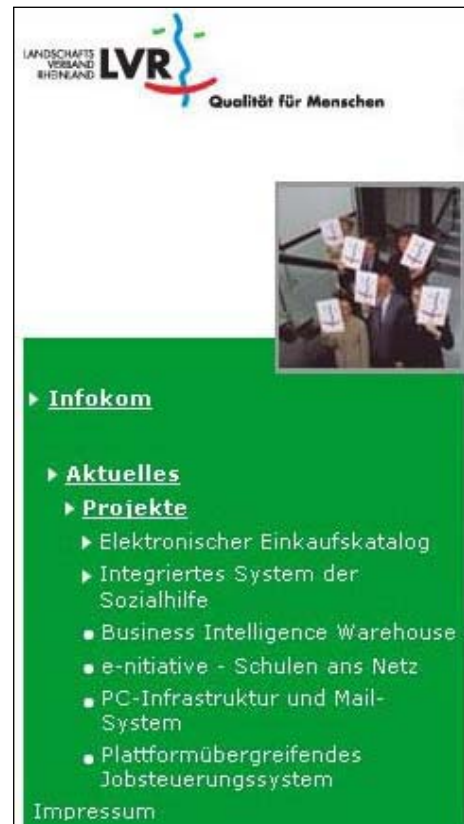 LANDSCHAFTS
VERBAND
RHEINLAND
LVR
Qualität für Menschen
Infokom
Aktuelles
Projekte
Elektronischer Einkaufskatalog
Integriertes System der
Sozialhilfe
Business Intelligence Warehouse
e-nitiative - Schulen ans Netz
PC-Infrastruktur und Mail-
System
Plattformübergreifendes
Jobsteuerungssystem
Impressum